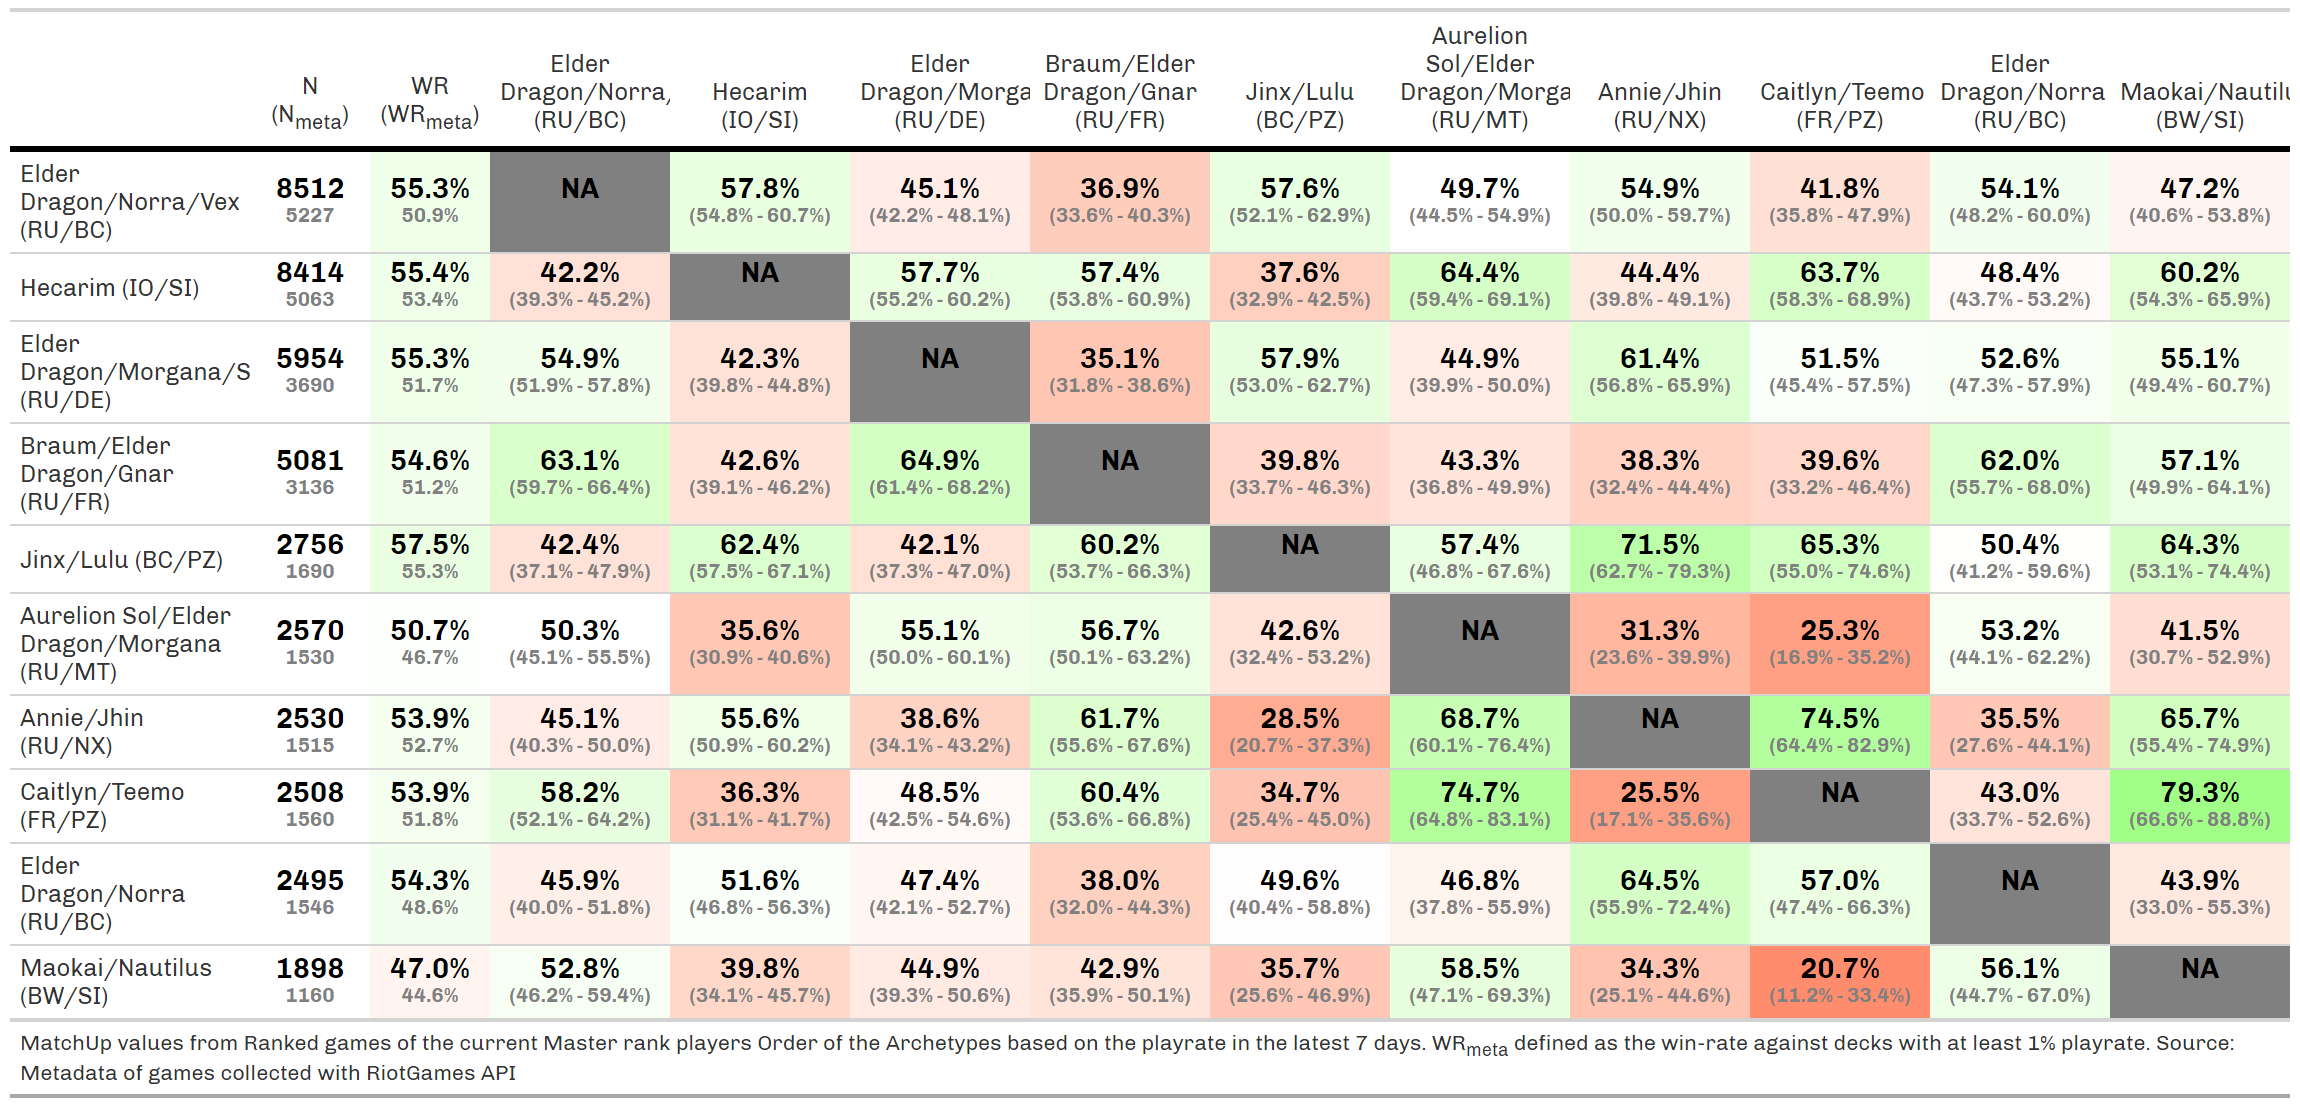 N (Nmeta) WR (WRmeta) Elder Dragon/Norra/ (RU/BC) Hecarim (IO/SI) Elder Dragon/Morga (RU/DE) Braum/Elder Dragon/Gnar (RU/FR) Jinx/Lulu (BC/PZ) Aurelion Sol/Elder Dragon/Morga (RU/MT) Annie/Jhin (RU/NX) Caitlyn/Teemo (FR/PZ) Elder Dragon/Norra (RU/BC) Maokai/Nautilu (BW/SI)
Elder Dragon/Norra/Vex (RU/BC) 8512 55.3% NA 57.8% 45.1% 36.9% 57.6% 49.7% 54.9% 41.8% 54.1% 47.2%
5227 50.9% (54.8% - 60.7%) (42.2% - 48.1%) (33.6% - 40.3%) (52.1% - 62.9%) (44.5% - 54.9%) (50.0% - 59.7%) (35.8% - 47.9%) (48.2% - 60.0%) (40.6% - 53.8%)
Hecarim (IO/SI) 8414 55.4% 42.2% NA 57.7% 57.4% 37.6% 64.4% 44.4% 63.7% 48.4% 60.2%
5063 53.4% (39.3% - 45.2%) (55.2% - 60.2%) (53.8% - 60.9%) (32.9% - 42.5%) (59.4% - 69.1%) (39.8% - 49.1%) (58.3% - 68.9%) (43.7% - 53.2%) (54.3% - 65.9%)
Elder Dragon/Morgana/S (RU/DE) 5954 55.3% 54.9% 42.3% NA 35.1% 57.9% 44.9% 61.4% 51.5% 52.6% 55.1%
3690 51.7% (51.9% - 57.8%) (39.8% - 44.8%) (31.8% - 38.6%) (53.0% - 62.7%) (39.9% - 50.0%) (56.8% - 65.9%) (45.4% - 57.5%) (47.3% - 57.9%) (49.4% - 60.7%)
Braum/Elder Dragon/Gnar (RU/FR) 5081 54.6% 63.1% 42.6% 64.9% NA 39.8% 43.3% 38.3% 39.6% 62.0% 57.1%
3136 51.2% (59.7% - 66.4%) (39.1% - 46.2%) (61.4% - 68.2%) (33.7% - 46.3%) (36.8% - 49.9%) (32.4% - 44.4%) (33.2% - 46.4%) (55.7% - 68.0%) (49.9% - 64.1%)
Jinx/Lulu (BC/PZ) 2756 57.5% 42.4% 62.4% 42.1% 60.2% NA 57.4% 71.5% 65.3% 50.4% 64.3%
1690 55.3% (37.1% - 47.9%) (57.5% - 67.1%) (37.3% - 47.0%) (53.7% - 66.3%) (46.8% - 67.6%) (62.7% - 79.3%) (55.0% - 74.6%) (41.2% - 59.6%) (53.1% - 74.4%)
Aurelion Sol/Elder Dragon/Morgana (RU/MT) 2570 50.7% 50.3% 35.6% 55.1% 56.7% 42.6% NA 31.3% 25.3% 53.2% 41.5%
1530 46.7% (45.1% - 55.5%) (30.9% - 40.6%) (50.0% - 60.1%) (50.1% - 63.2%) (32.4% - 53.2%) (23.6% - 39.9%) (16.9% - 35.2%) (44.1% - 62.2%) (30.7% - 52.9%)
Annie/Jhin (RU/NX) 2530 53.9% 45.1% 55.6% 38.6% 61.7% 28.5% 68.7% NA 74.5% 35.5% 65.7%
1515 52.7% (40.3% - 50.0%) (50.9% - 60.2%) (34.1% - 43.2%) (55.6% - 67.6%) (20.7% - 37.3%) (60.1% - 76.4%) (64.4% - 82.9%) (27.6% - 44.1%) (55.4% - 74.9%)
Caitlyn/Teemo (FR/PZ) 2508 53.9% 58.2% 36.3% 48.5% 60.4% 34.7% 74.7% 25.5% NA 43.0% 79.3%
1560 51.8% (52.1% - 64.2%) (31.1% - 41.7%) (42.5% - 54.6%) (53.6% - 66.8%) (25.4% - 45.0%) (64.8% - 83.1%) (17.1% - 35.6%) (33.7% - 52.6%) (66.6% - 88.8%)
Elder Dragon/Norra (RU/BC) 2495 54.3% 45.9% 51.6% 47.4% 38.0% 49.6% 46.8% 64.5% 57.0% NA 43.9%
1546 48.6% (40.0% - 51.8%) (46.8% - 56.3%) (42.1% - 52.7%) (32.0% - 44.3%) (40.4% - 58.8%) (37.8% - 55.9%) (55.9% - 72.4%) (47.4% - 66.3%) (33.0% - 55.3%)
Maokai/Nautilus (BW/SI) 1898 47.0% 52.8% 39.8% 44.9% 42.9% 35.7% 58.5% 34.3% 20.7% 56.1% NA
1160 44.6% (46.2% - 59.4%) (34.1% - 45.7%) (39.3% - 50.6%) (35.9% - 50.1%) (25.6% - 46.9%) (47.1% - 69.3%) (25.1% - 44.6%) (11.2% - 33.4%) (44.7% - 67.0%)
MatchUp values from Ranked games of the current Master rank players Order of the Archetypes based on the playrate in the latest 7 days. WRmeta defined as the win-rate against decks with at least 1% playrate. Source:
Metadata of games collected with RiotGames API